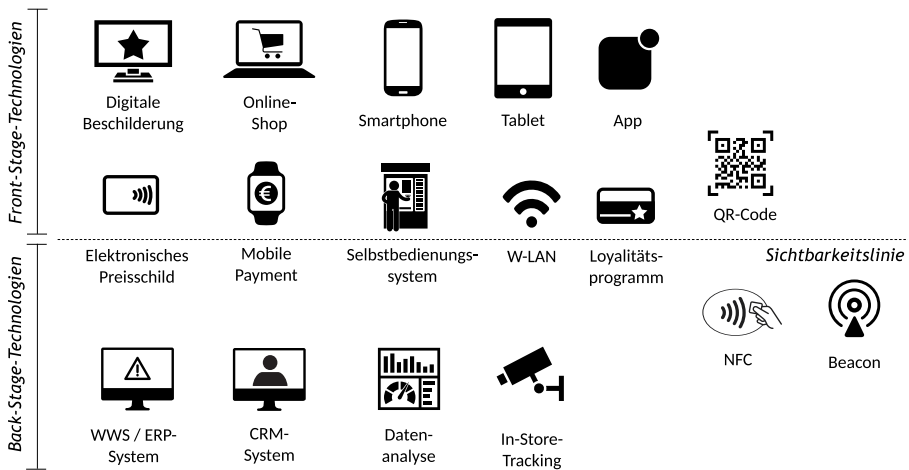 Front-Stage-Technologien
Digitale
Beschilderung
Online-
Shop
Smartphone
Tablet
App
QR-Code
Elektronisches
Preisschild
Mobile
Payment
Selbstbedienungs-
system
W-LAN
Loyalitäts-
programm
Sichtbarkeitslinie
Back-Stage-Technologien
NFC
Beacon
WWS / ERP-
System
CRM-
System
Daten-
analyse
In-Store-
Tracking